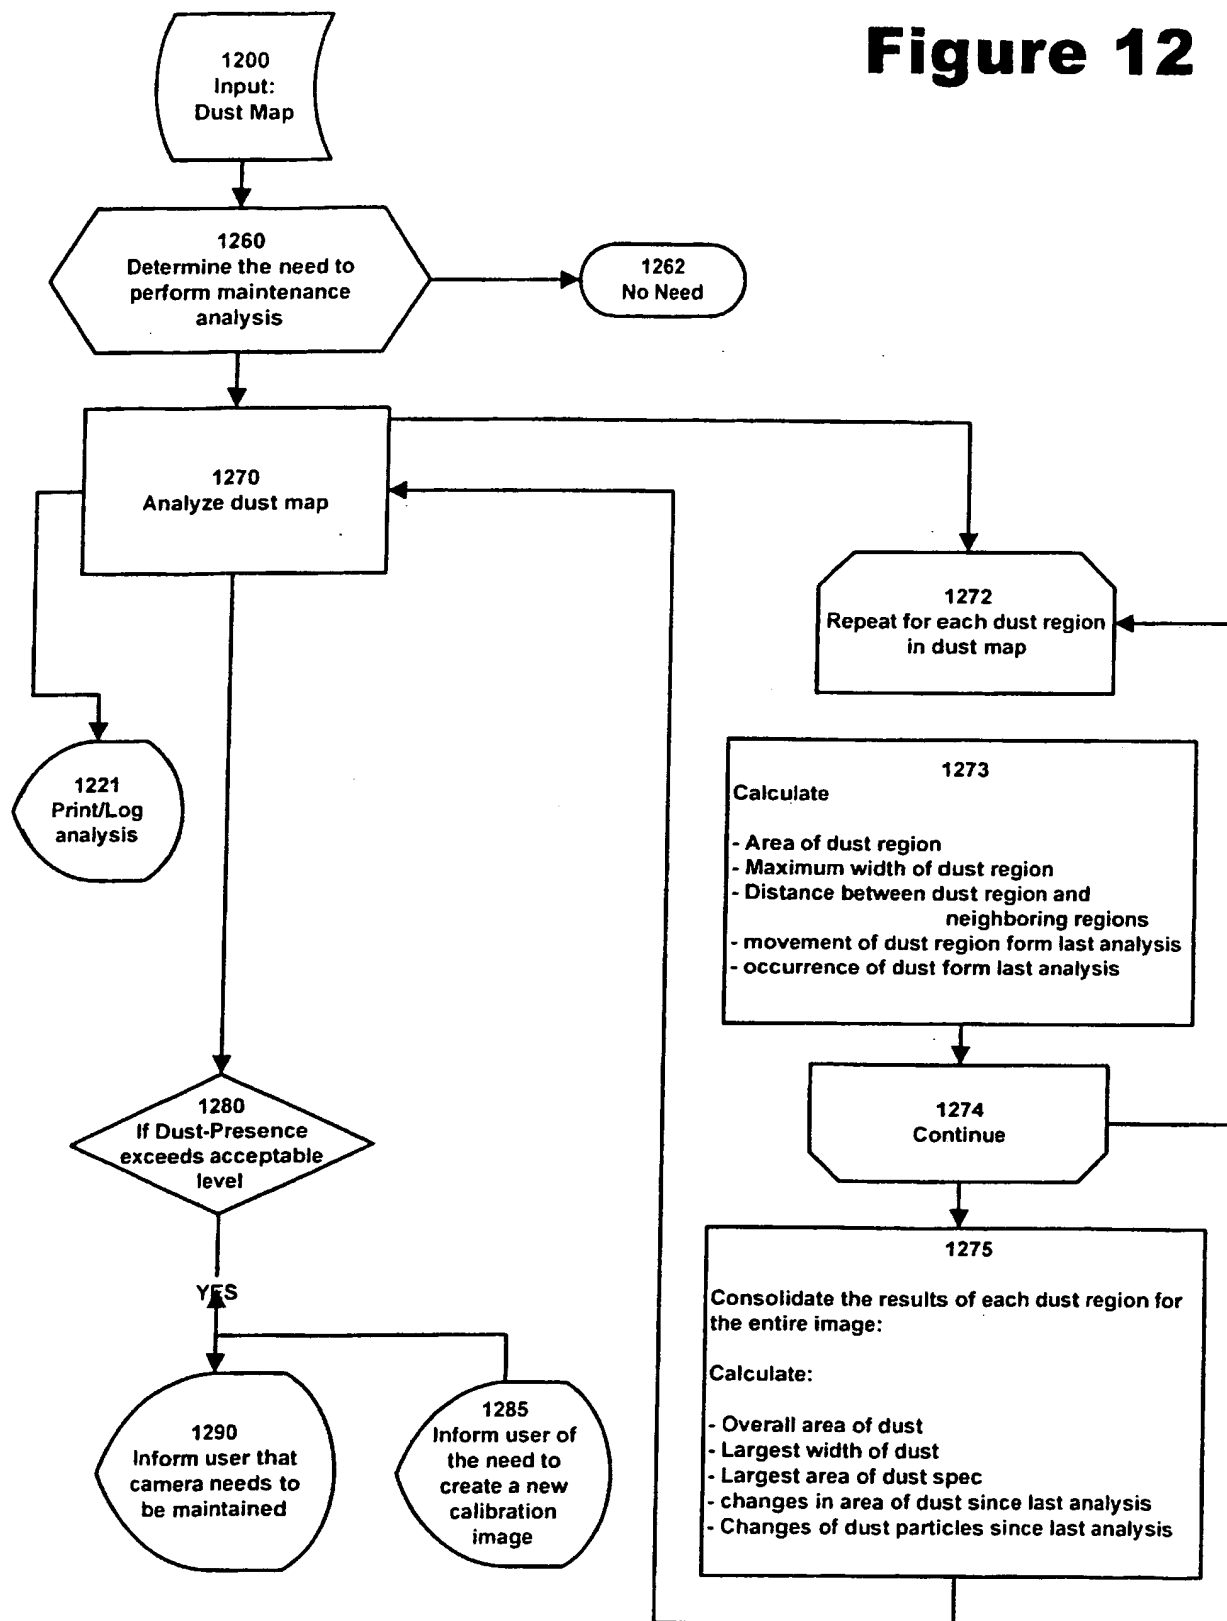 Figure 12
1200
Input:
Dust Map
1260
Determine the need to
perform maintenance
analysis
1262
No Need
1270
Analyze dust map
1272
Repeat for each dust region
in dust map
1221
Print/Log
analysis
1273
Calculate
- Area of dust region
- Maximum width of dust region
- Distance between dust region and
neighboring regions
- movement of dust region form last analysis
- occurrence of dust form last analysis
1274
Continue
1280
If Dust-Presence
exceeds acceptable
level
YES
1275
Consolidate the results of each dust region for
the entire image:
Calculate:
- Overall area of dust
- Largest width of dust
- Largest area of dust spec
- changes in area of dust since last analysis
- Changes of dust particles since last analysis
1290
Inform user that
camera needs to
be maintained
1285
Inform user of
the need to
create a new
calibration
image